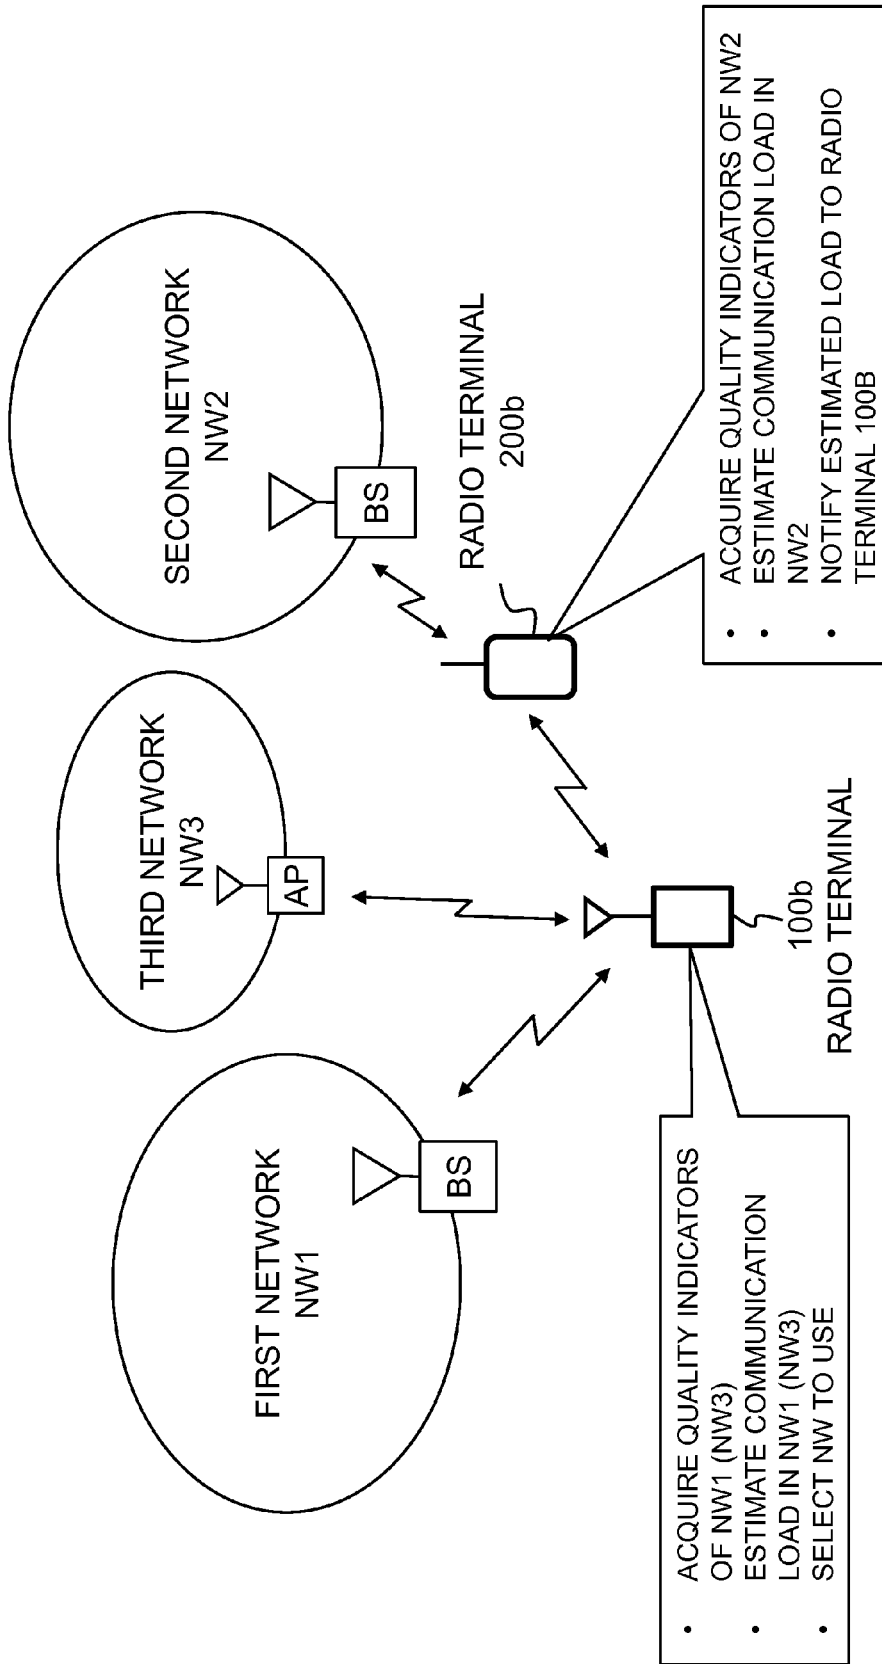 FIRST NETWORK
NW1
BS
THIRD NETWORK
NW3
AP
SECOND NETWORK
NW2
BS
RADIO TERMINAL
200b
100b
RADIO TERMINAL
• ACQUIRE QUALITY INDICATORS
OF NW1 (NW3)
• ESTIMATE COMMUNICATION
LOAD IN NW1 (NW3)
• SELECT NW TO USE
• ACQUIRE QUALITY INDICATORS OF NW2
• ESTIMATE COMMUNICATION LOAD IN
NW2
• NOTIFY ESTIMATED LOAD TO RADIO
TERMINAL 100B